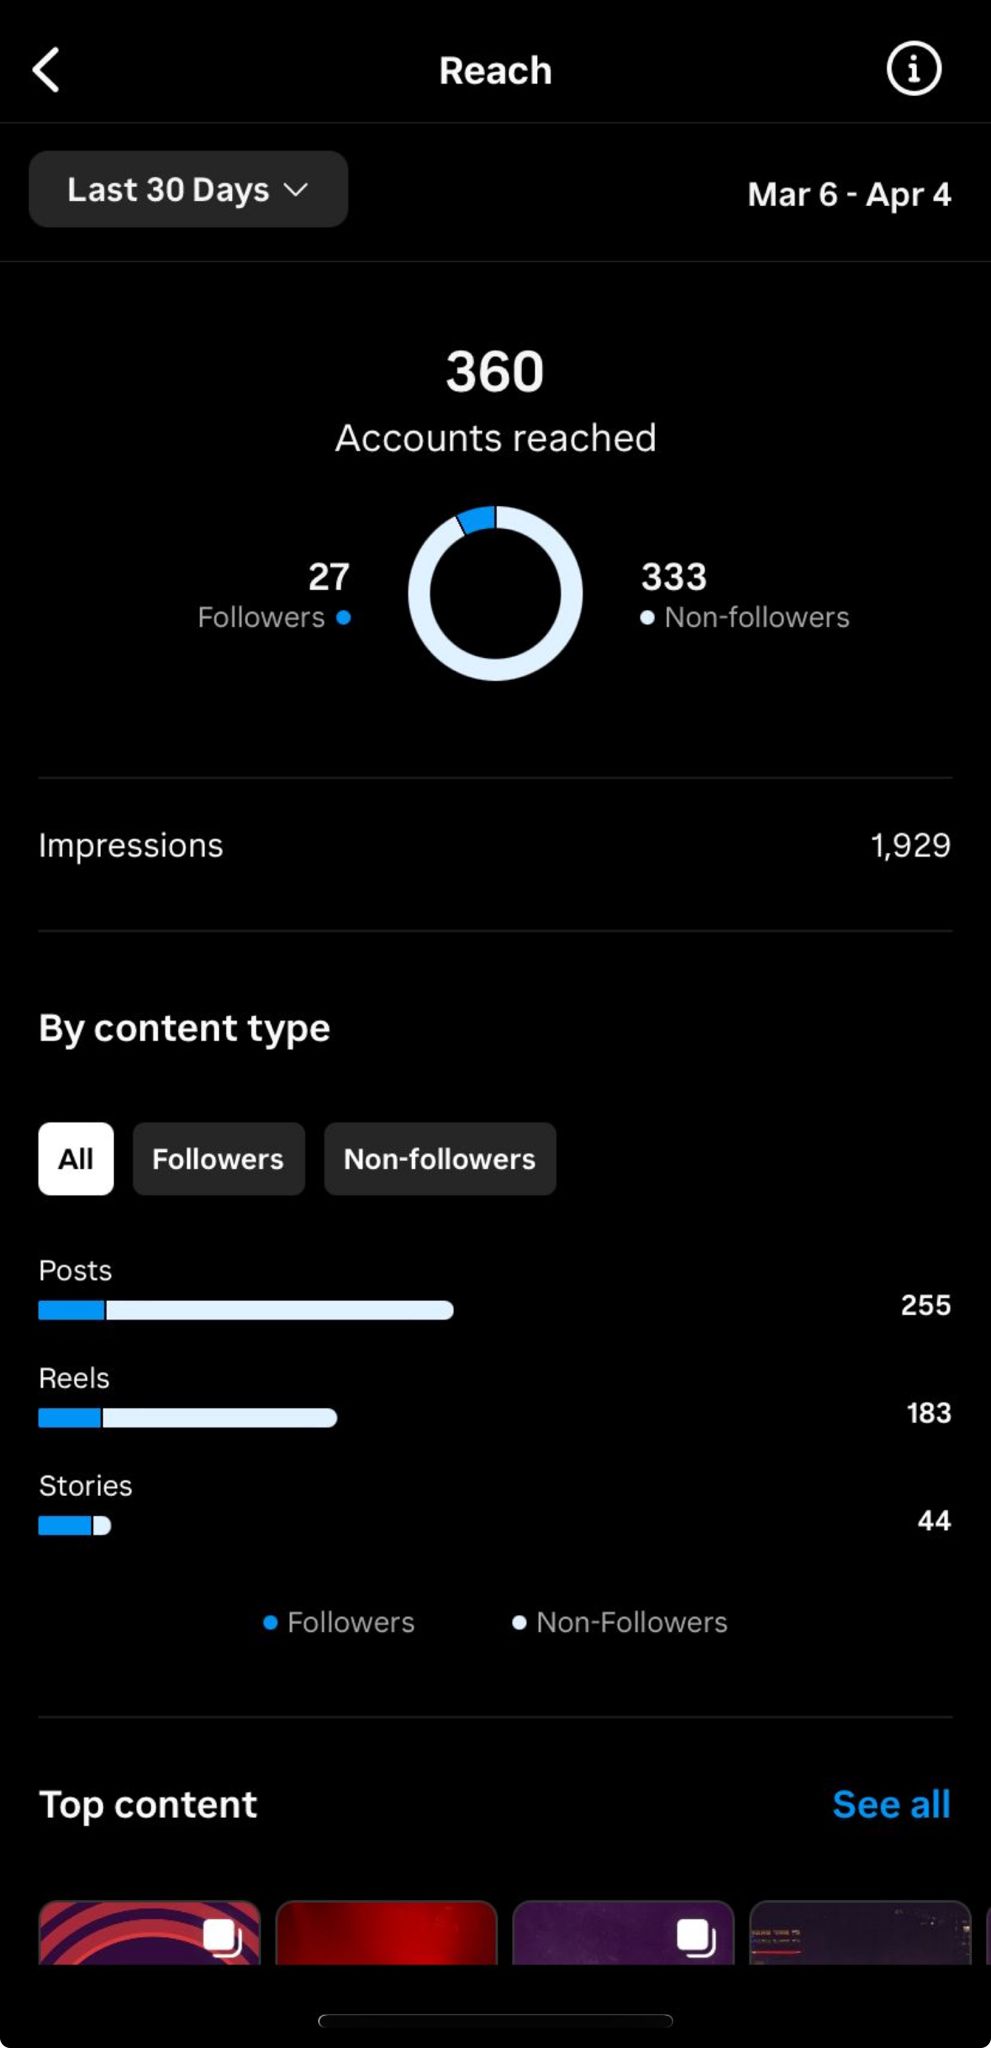 Reach
Last 30 Days
Mar 6 - Apr 4
360
Accounts reached
27
Followers
333
Non-followers
Impressions
1,929
By content type
All
Followers
Non-followers
Posts
255
Reels
183
Stories
44
Followers
Non-Followers
Top content
See all